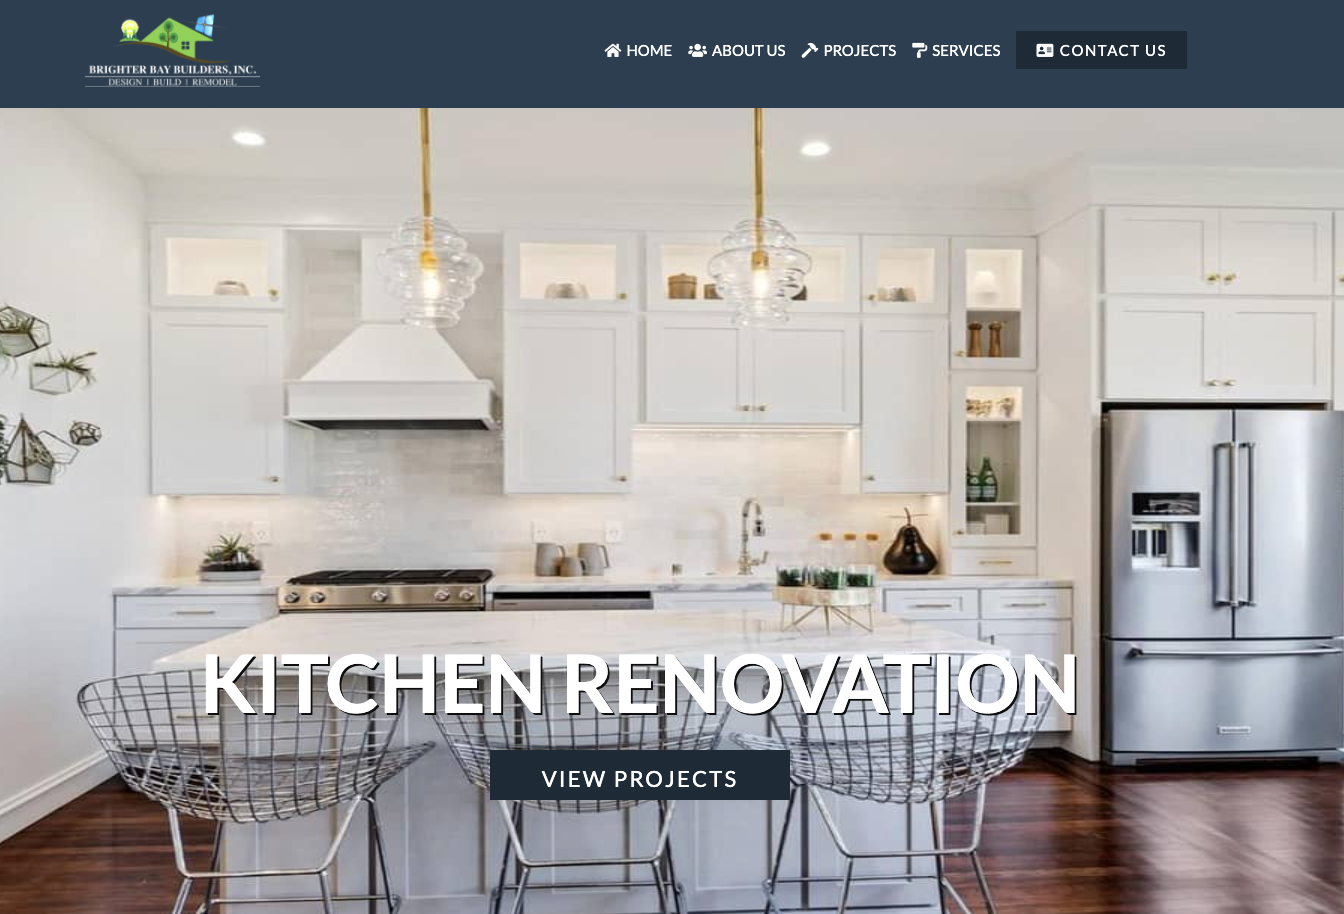 BRIGHTER BAY BUILDERS, INC.
DESIGN | BUILD | REMODEL
HOME
ABOUT US
PROJECTS
SERVICES
CONTACT US
KITCHEN RENOVATION
VIEW PROJECTS